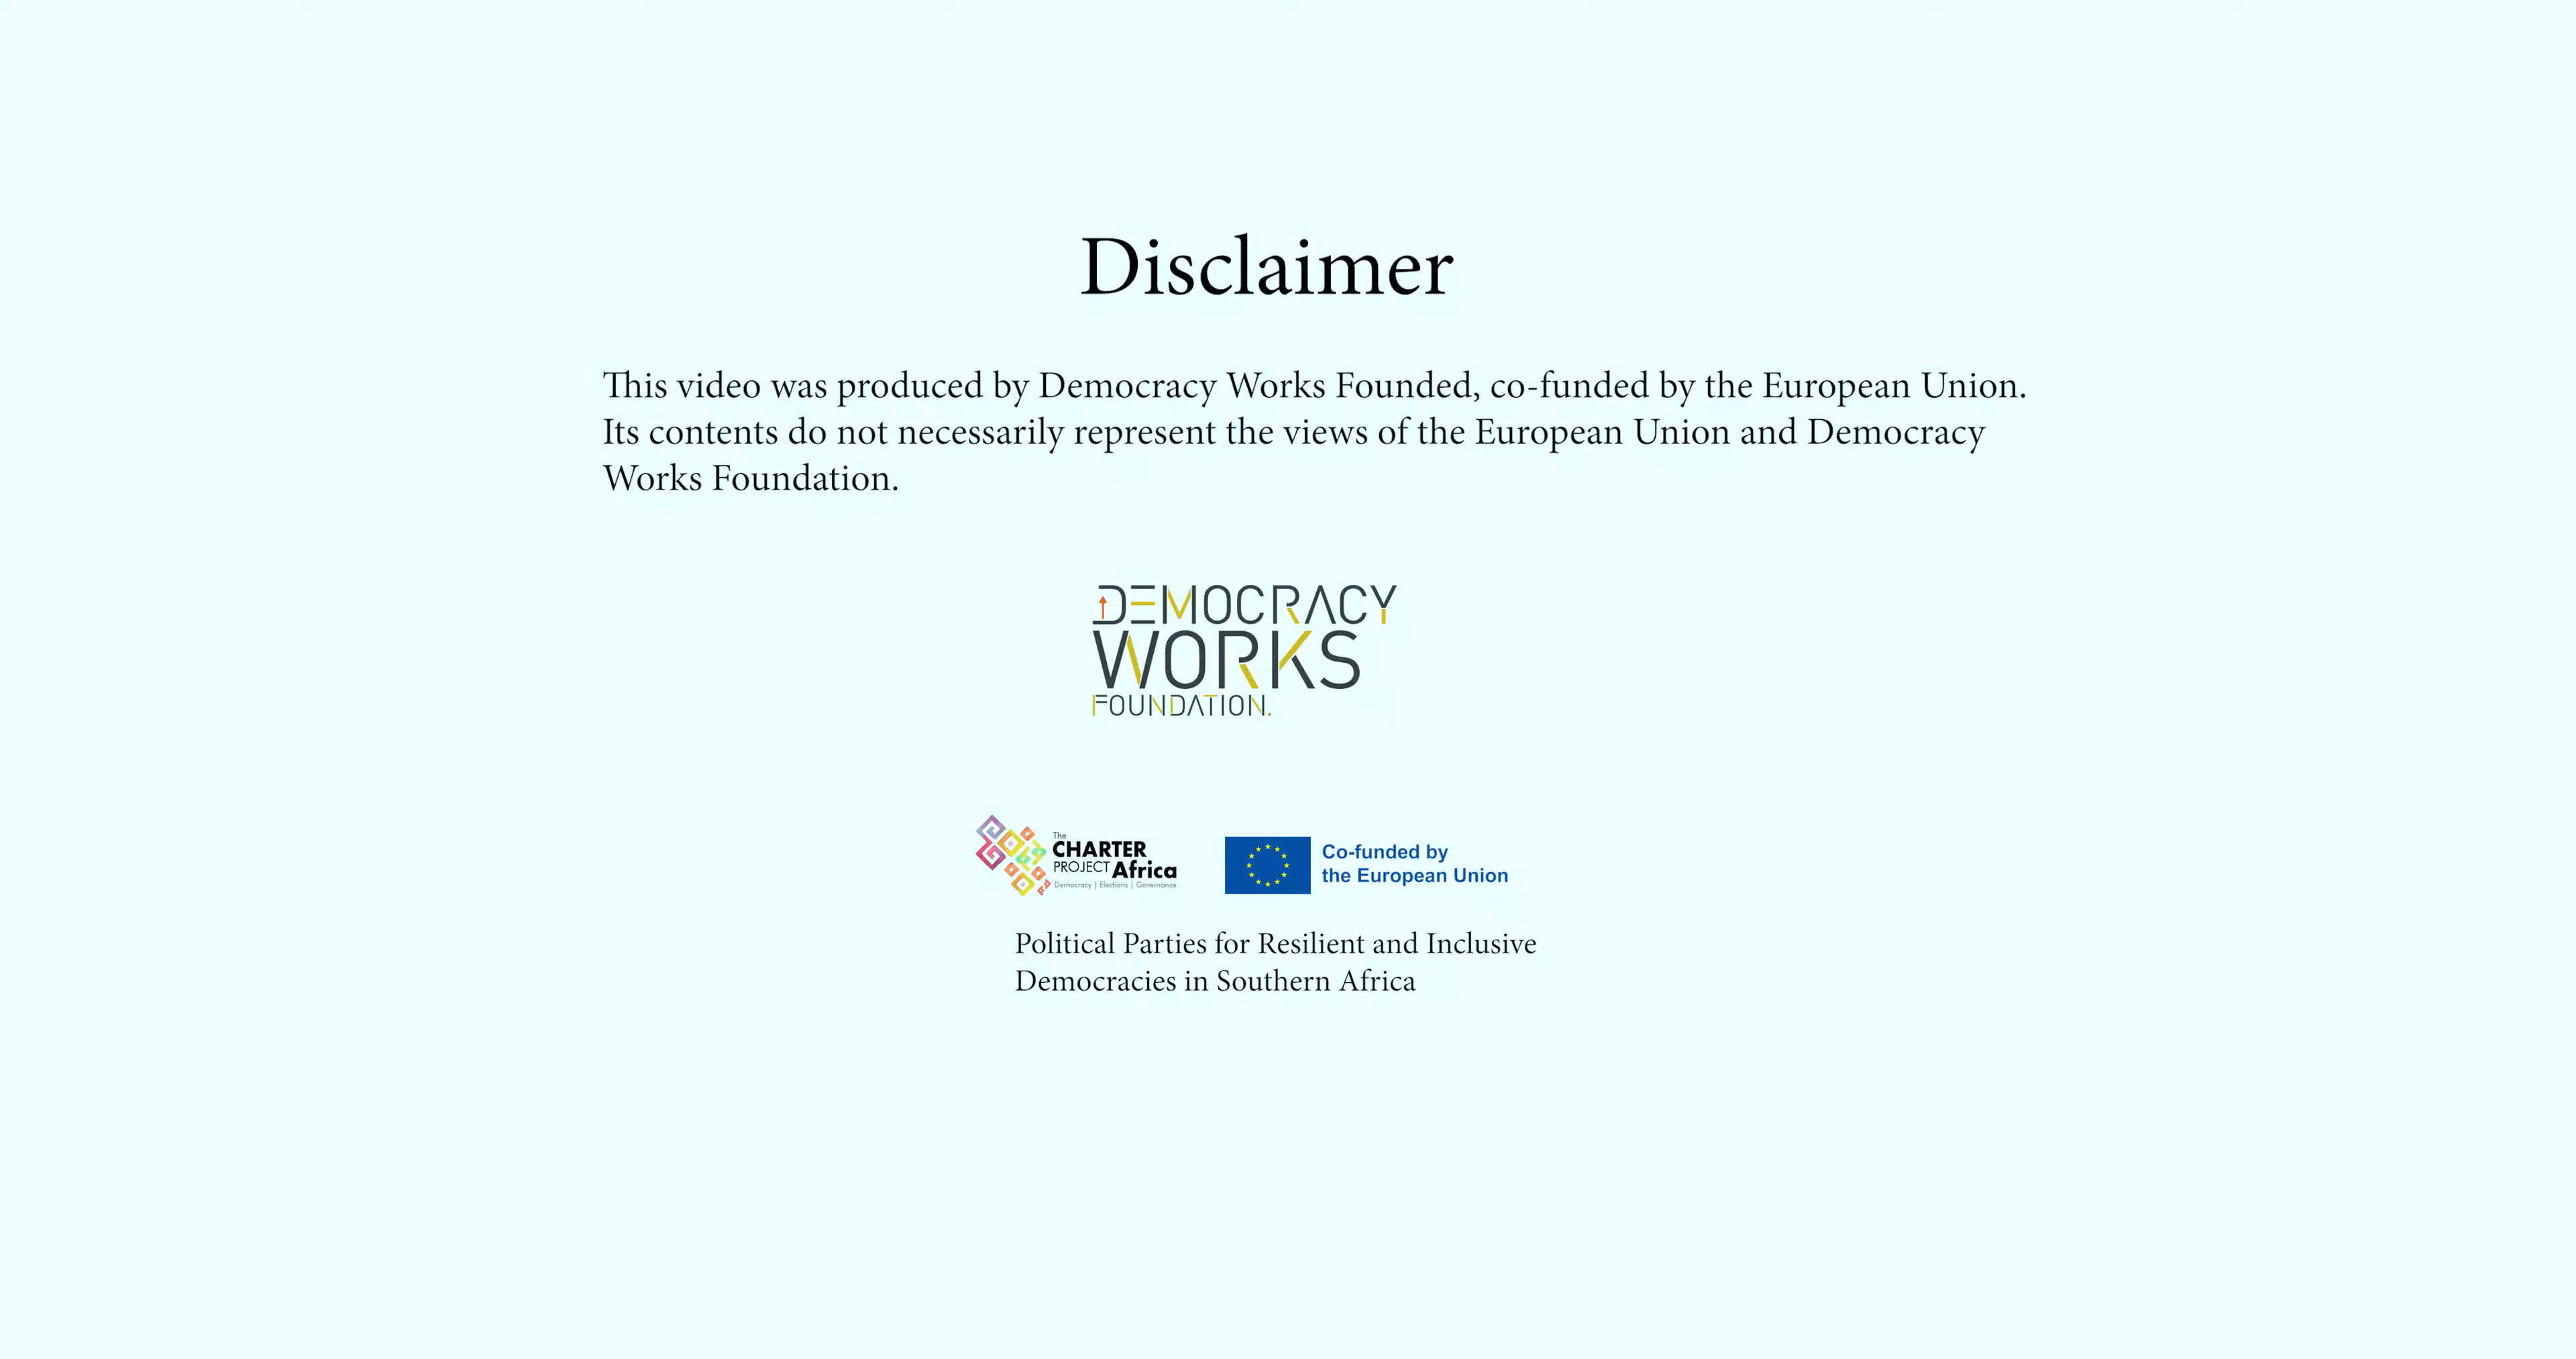 Disclaimer
This video was produced by Democracy Works Founded, co-funded by the European Union.
Its contents do not necessarily represent the views of the European Union and Democracy
Works Foundation.
DEMOCRACY
WORKS
FOUNDATION.
The
CHARTER
PROJECT Africa
Democracy | Elections | Governance
Co-funded by
the European Union
Political Parties for Resilient and Inclusive
Democracies in Southern Africa